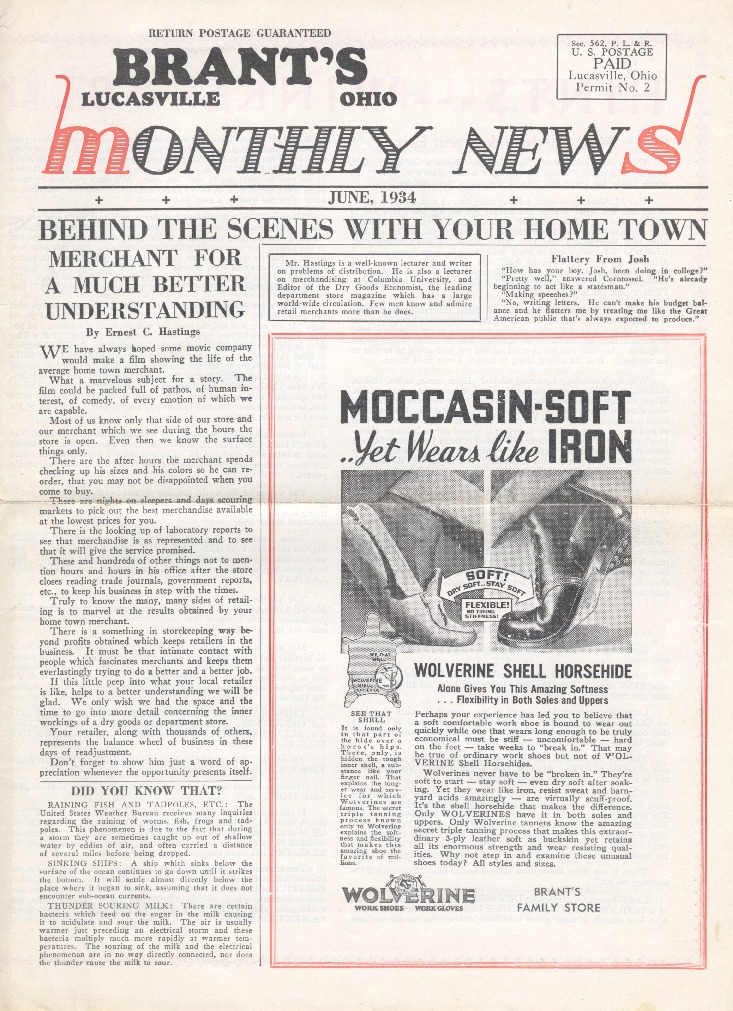 RETURN POSTAGE GUARANTEED
BRANT'S
LUCASVILLE OHIO
Sec. 562, P. L. & R.
U. S. POSTAGE
PAID
Lucasville, Ohio
Permit No. 2
MONTHLY NEWS
JUNE, 1934
BEHIND THE SCENES WITH YOUR HOME TOWN
MERCHANT FOR
A MUCH BETTER
UNDERSTANDING
By Ernest C. Hastings
WE have always hoped some movie company
would make a film showing the life of the
average home town merchant.
What a marvelous subject for a story. The
film could be packed full of pathos, of human in-
terest, of comedy, of every emotion of which we
are capable.
Most of us know only that side of our store and
our merchant which we see during the hours the
store is open. Even then we know the surface
things only.
There are the after hours the merchant spends
checking up his sizes and his colors so he can re-
order, that you may not be disappointed when you
come to buy.
There are nights on sleepers and days scouring
markets to pick out the best merchandise available
at the lowest prices for you.
There is the looking up of laboratory reports to
see that merchandise is as represented and to see
that it will give the service promised.
These and hundreds of other things not to men-
tion hours and hours in his office after the store
closes reading trade journals, government reports,
etc., to keep his business in step with the times.
Truly to know the many, many sides of retail-
ing is to marvel at the results obtained by your
home town merchant.
There is a something in storekeeping way be-
yond profits obtained which keeps retailers in the
business. It must be that intimate contact with
people which fascinates merchants and keeps them
everlastingly trying to do a better and a better job.
If this little peep into what your local retailer
is like, helps to a better understanding we will be
glad. We only wish we had the space and the
time to go into more detail concerning the inner
workings of a dry goods or department store.
Your retailer, along with thousands of others,
represents the balance wheel of business in these
days of readjustment.
Don't forget to show him just a word of ap-
preciation whenever the opportunity presents itself.
DID YOU KNOW THAT?
RAINING FISH AND TADPOLES, ETC.: The
United States Weather Bureau receives many inquiries
regarding the raining of worms, fish, frogs and tad-
poles. This phenomenon is due to the fact that during
a storm they are sometimes caught up out of shallow
water by eddies of air, and often carried a distance
of several miles before being dropped.
SINKING SHIPS: A ship which sinks below the
surface of the ocean continues to go down until it strikes
the bottom. It will settle almost directly below the
place where it began to sink, assuming that it does not
encounter sub-ocean currents.
THUNDER SOURING MILK: There are certain
bacteria which feed on the sugar in the milk causing
it to acidulate and sour the milk. The air is usually
warmer just preceding an electrical storm and these
bacteria multiply much more rapidly at warmer tem-
peratures. The souring of the milk and the electrical
phenomenon are in no way directly connected, nor does
the thunder cause the milk to sour.
Mr. Hastings is a well-known lecturer and writer
on problems of distribution. He is also a lecturer
on merchandising at Columbia University, and
Editor of the Dry Goods Economist, the leading
department store magazine which has a large
world-wide circulation. Few men know and admire
retail merchants more than he does.
Flattery From Josh
"How has your boy, Josh, been doing in college?"
"Pretty well," answered Corntossel. "He's already
beginning to act like a statesman."
"Making speeches?"
"No, writing letters. He can't make his budget bal-
ance and he flatters me by treating me like the Great
American public that's always expected to produce."
MOCCASIN-SOFT
..Yet Wears like IRON
SOFT!
DRY SOFT...STAY SOFT
FLEXIBLE!
NO TIRING
STIFFNESS!
WOLVERINE SHELL HORSEHIDE
Alone Gives You This Amazing Softness
. . . Flexibility in Both Soles and Uppers
SEE THAT
SHELL
It is found only
in that part of
the hide over a
horse's hips.
There, only, is
hidden the tough
inner shell, a sub-
stance like your
finger nail. That
explains the long-
er wear and serv-
ice for which
Wolverines are
famous. The secret
triple tanning
process known
only to Wolverine
explains the soft-
ness and flexibility
that makes this
amazing shoe the
favorite of mil-
lions.
Perhaps your experience has led you to believe that
a soft comfortable work shoe is bound to wear out
quickly while one that wears long enough to be truly
economical must be stiff — uncomfortable — hard
on the feet — take weeks to "break in." That may
be true of ordinary work shoes but not of WOL-
VERINE Shell Horsehides.
Wolverines never have to be "broken in." They're
soft to start — stay soft — even dry soft after soak-
ing. Yet they wear like iron, resist sweat and barn-
yard acids amazingly — are virtually scuff-proof.
It's the shell horsehide that makes the difference.
Only WOLVERINES have it in both soles and
uppers. Only Wolverine tanners know the amazing
secret triple tanning process that makes this extraor-
dinary 3-ply leather soft as buckskin yet retains
all its enormous strength and wear resisting qual-
ities. Why not step in and examine these unusual
shoes today? All styles and sizes.
WOLVERINE
WORK SHOES WORK GLOVES
BRANT'S
FAMILY STORE